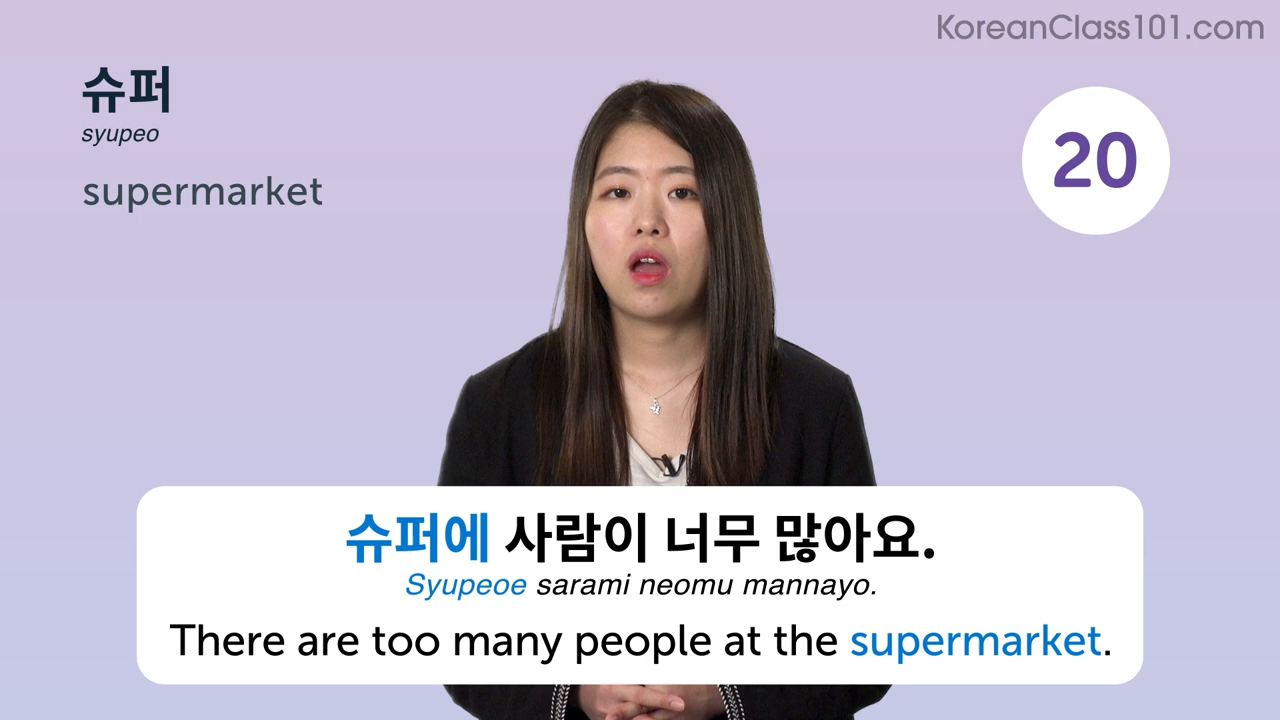 KoreanClass101.com
슈퍼
syupeo
supermarket
20
슈퍼에 사람이 너무 많아요.
Syupeoe sarami neomu mannayo.
There are too many people at the supermarket.